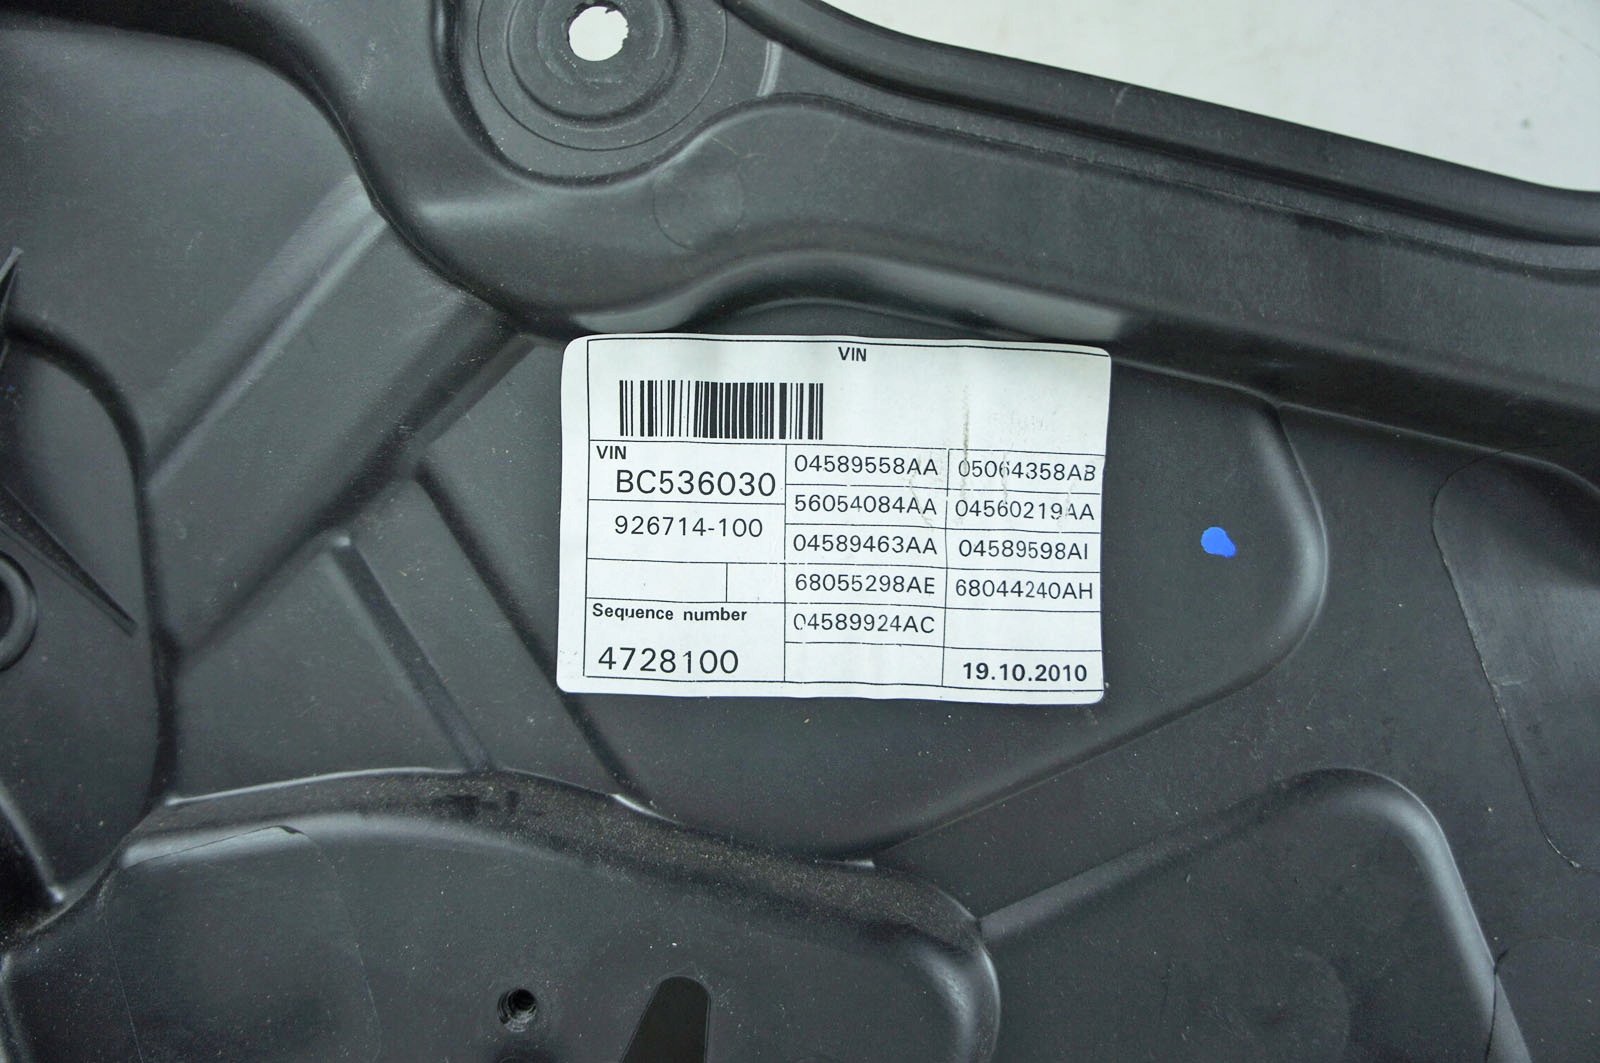 VIN
VIN
BC536030
926714-100
Sequence number
4728100
04589558AA 05064358AB
56054084AA 04560219AA
04589463AA 04589598AI
68055298AE 68044240AH
04589924AC
19.10.2010